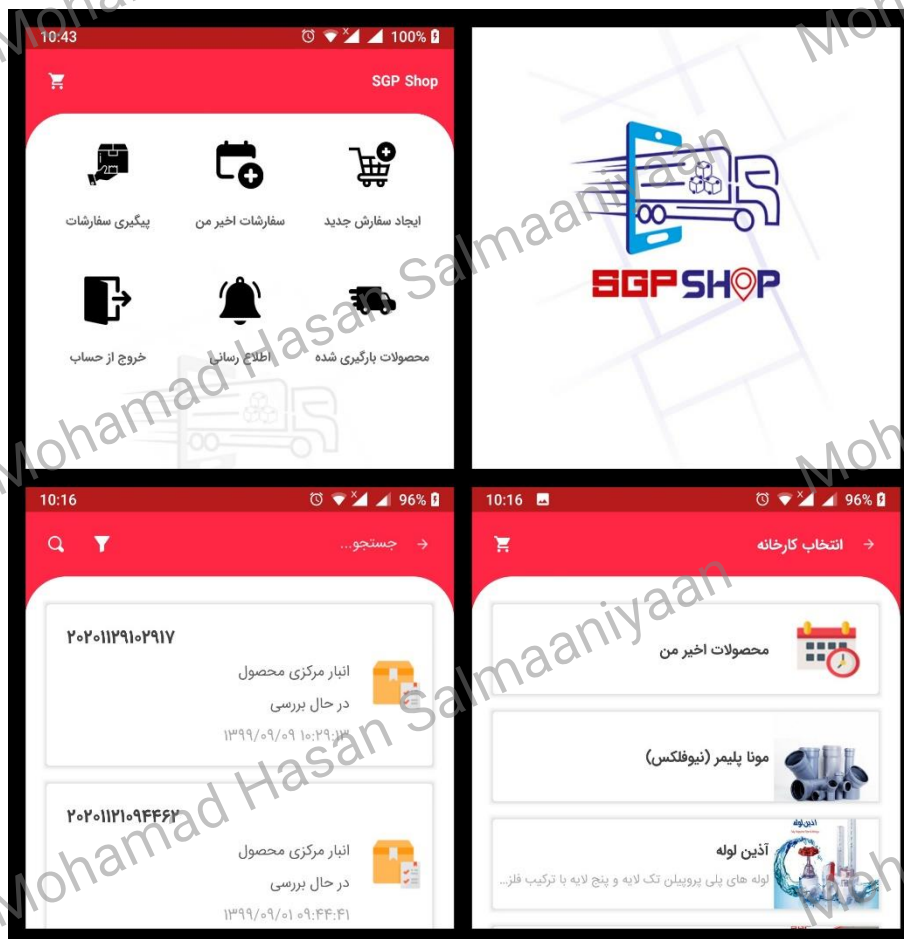 10:43
100%
SGP Shop
ایجاد سفارش جدید
سفارشات اخیر من
پیگیری سفارشات
محصولات بارگیری شده
اطلاع رسانی
خروج از حساب
SGP SHOP
10:16
96%
جستجو...
۲۰۲۰۱۱۲۹۱۰۲۹۱۷
انبار مرکزی محصول
در حال بررسی
۱۳۹۹/۰۹/۰۹ ۱۰:۲۹:۱۳
۲۰۲۰۱۱۲۱۰۹۴۴۶۲
انبار مرکزی محصول
در حال بررسی
۱۳۹۹/۰۹/۰۱ ۰۹:۴۴:۴۱
10:16
96%
انتخاب کارخانه
محصولات اخیر من
مونا پلیمر (نیوفلکس)
آذین لوله
آذین لوله
لوله های پلی پروپیلن تک لایه و پنج لایه با ترکیب فلز...
Mohamad Hasan Salmaaniyaan
Mohamad Hasan Salmaaniyaan